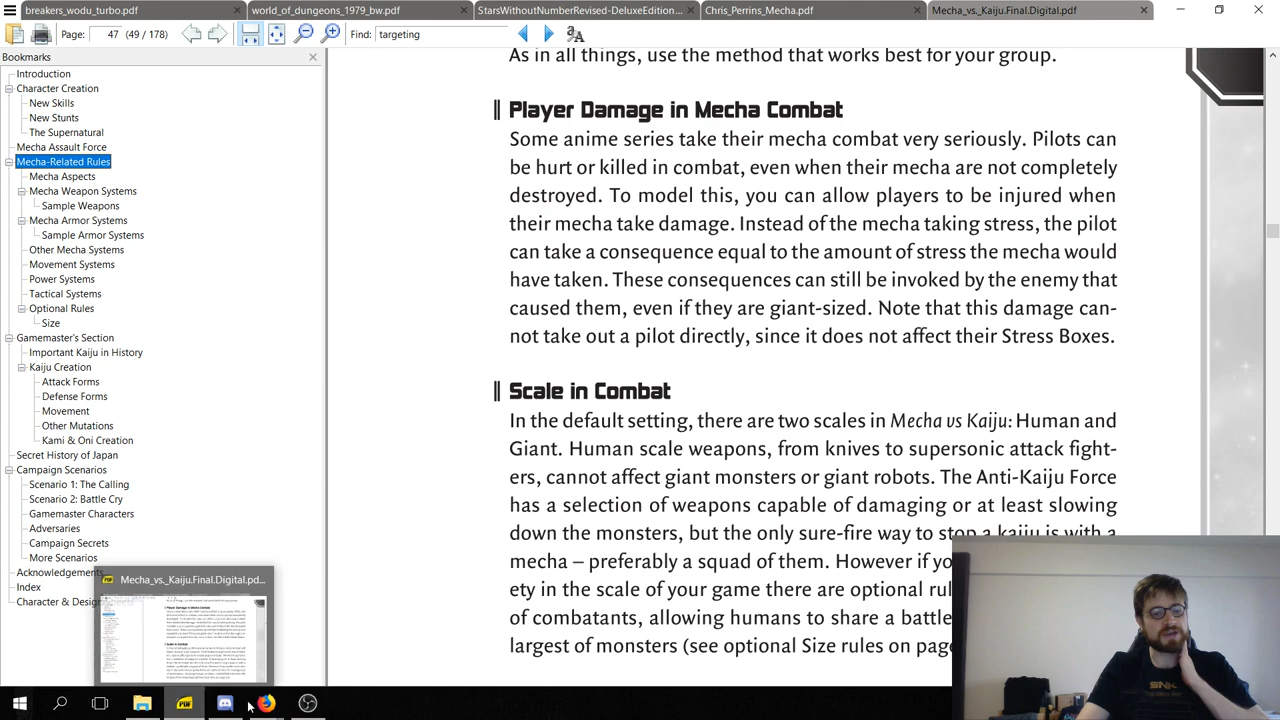 breakers_wodu_turbo.pdf
world_of_dungeons_1979_bw.pdf
StarsWithoutNumberRevised-DeluxeEdition...
Chris_Perrins_Mecha.pdf
Mecha_vs._Kaiju.Final.Digital.pdf
Page: 47 (49 / 178)
Find: targeting
Bookmarks
Introduction
Character Creation
New Skills
New Stunts
The Supernatural
Mecha Assault Force
Mecha-Related Rules
Mecha Aspects
Mecha Weapon Systems
Sample Weapons
Mecha Armor Systems
Sample Armor Systems
Other Mecha Systems
Movement Systems
Power Systems
Tactical Systems
Optional Rules
Size
Gamemaster's Section
Important Kaiju in History
Kaiju Creation
Attack Forms
Defense Forms
Movement
Other Mutations
Kami & Oni Creation
Secret History of Japan
Campaign Scenarios
Scenario 1: The Calling
Scenario 2: Battle Cry
Gamemaster Characters
Adversaries
Campaign Secrets
More Scenarios
Acknowledgements
Index
Character & Desig
Mecha_vs._Kaiju.Final.Digital.pd...
As in all things, use the method that works best for your group.
Player Damage in Mecha Combat
Some anime series take their mecha combat very seriously. Pilots can
be hurt or killed in combat, even when their mecha are not completely
destroyed. To model this, you can allow players to be injured when
their mecha take damage. Instead of the mecha taking stress, the pilot
can take a consequence equal to the amount of stress the mecha would
have taken. These consequences can still be invoked by the enemy that
caused them, even if they are giant-sized. Note that this damage can-
not take out a pilot directly, since it does not affect their Stress Boxes.
Scale in Combat
In the default setting, there are two scales in Mecha vs Kaiju: Human and
Giant. Human scale weapons, from knives to supersonic attack fight-
ers, cannot affect giant monsters or giant robots. The Anti-Kaiju Force
has a selection of weapons capable of damaging or at least slowing
down the monsters, but the only sure-fire way to stop a kaiju is with a
mecha – preferably a squad of them. However if yo
ety in the scale of your game there are optional rul
of combatants, allowing humans to share a battle
largest of monsters (see optional Size rules on page
SNK